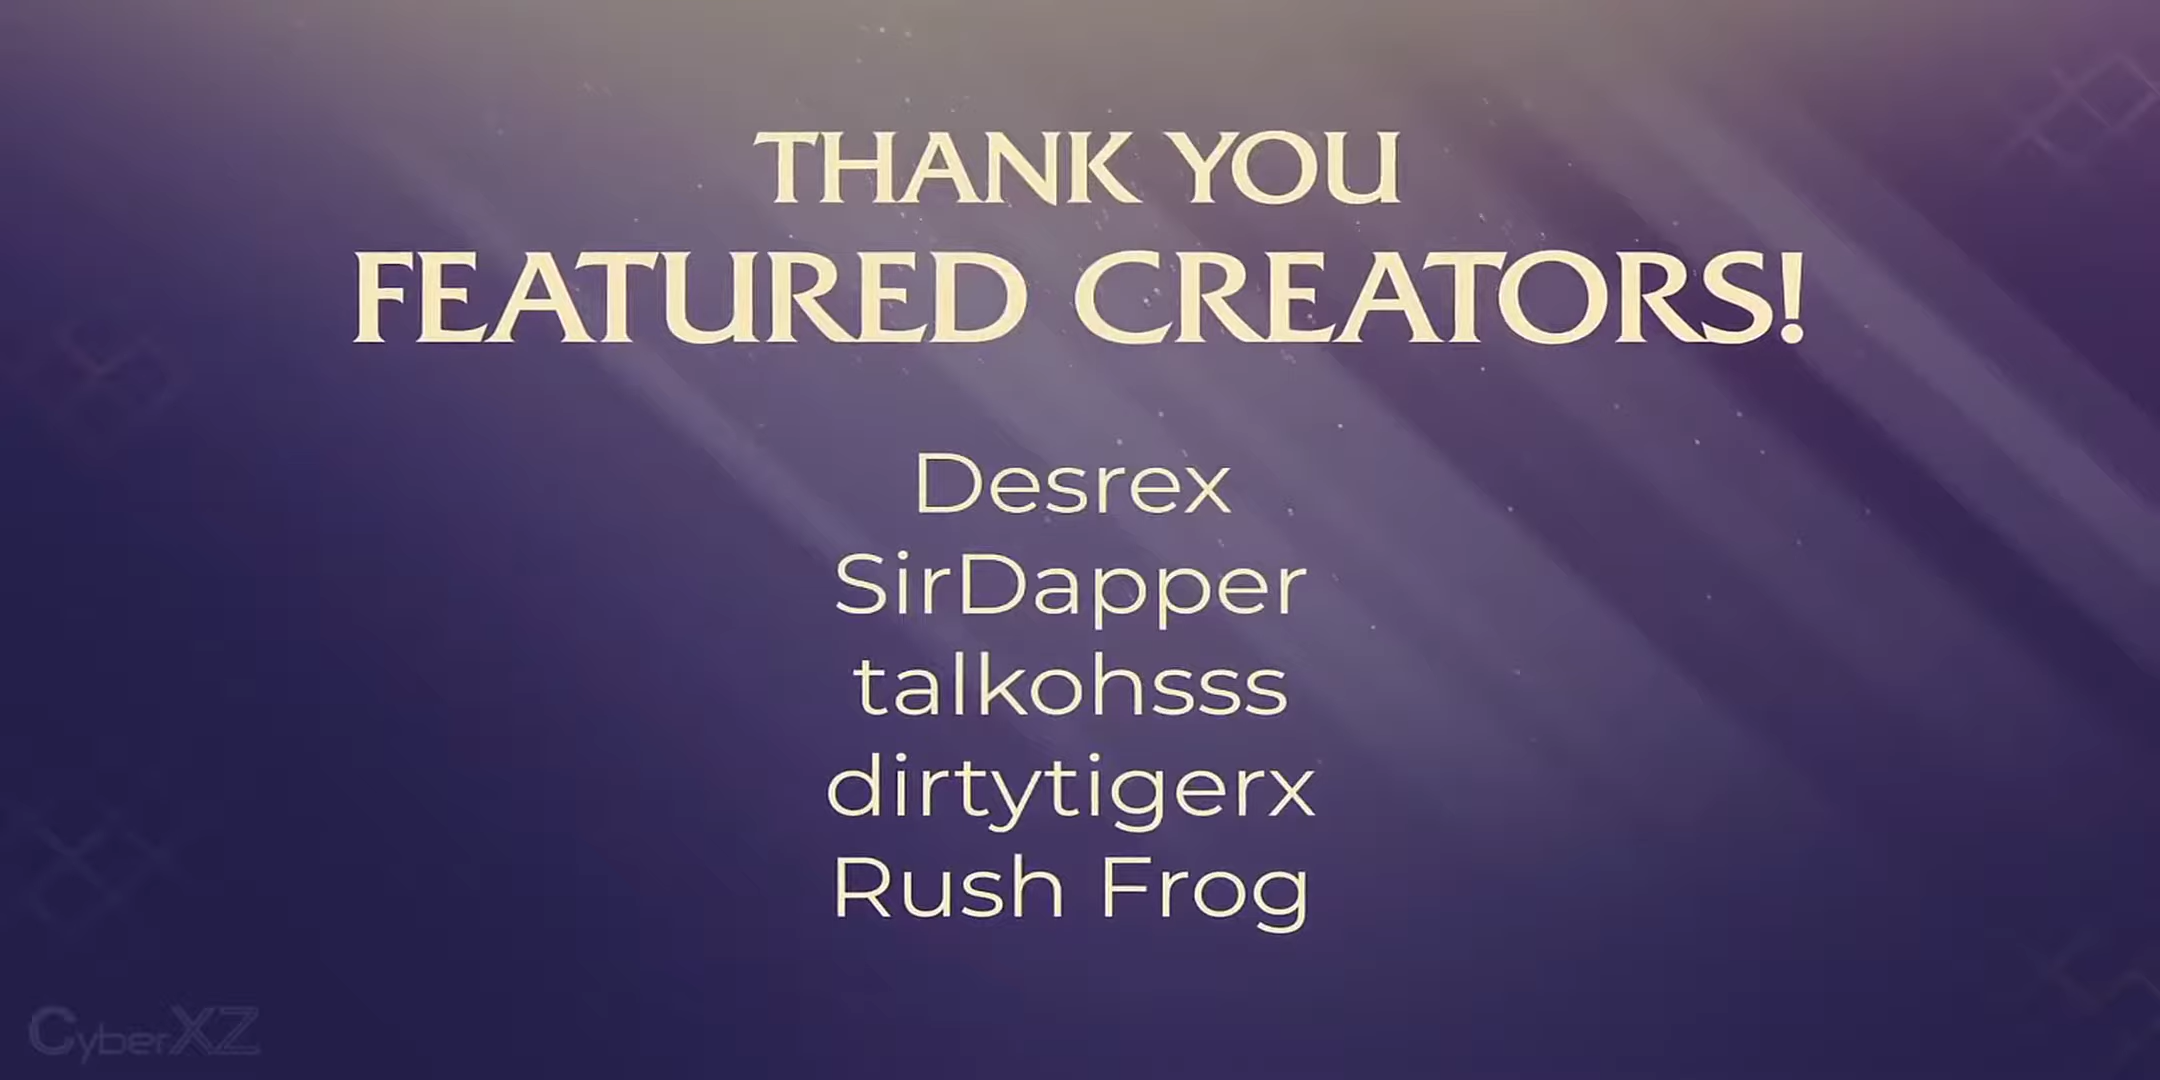 THANK YOU
FEATURED CREATORS!
Desrex
SirDapper
talkohsss
dirtytigerx
Rush Frog
CyberXZ